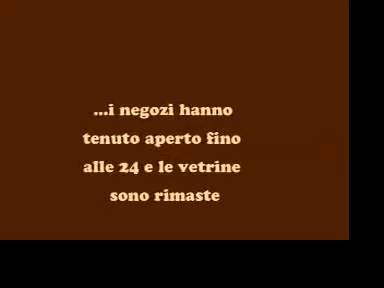 ...i negozi hanno
tenuto aperto fino
alle 24 e le vetrine
sono rimaste